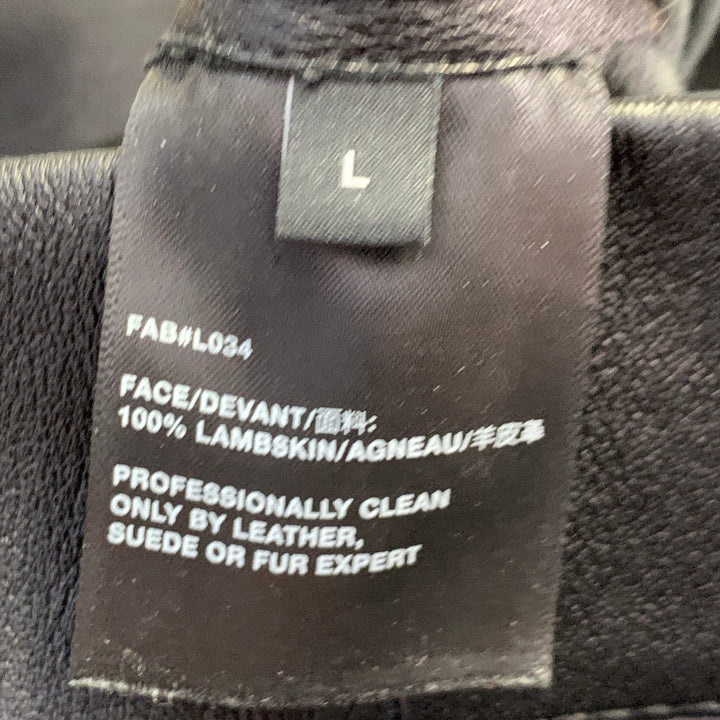 L
FAB#L034
FACE/DEVANT/面料:
100% LAMBSKIN/AGNEAU/羊皮革
PROFESSIONALLY CLEAN
ONLY BY LEATHER,
SUEDE OR FUR EXPERT